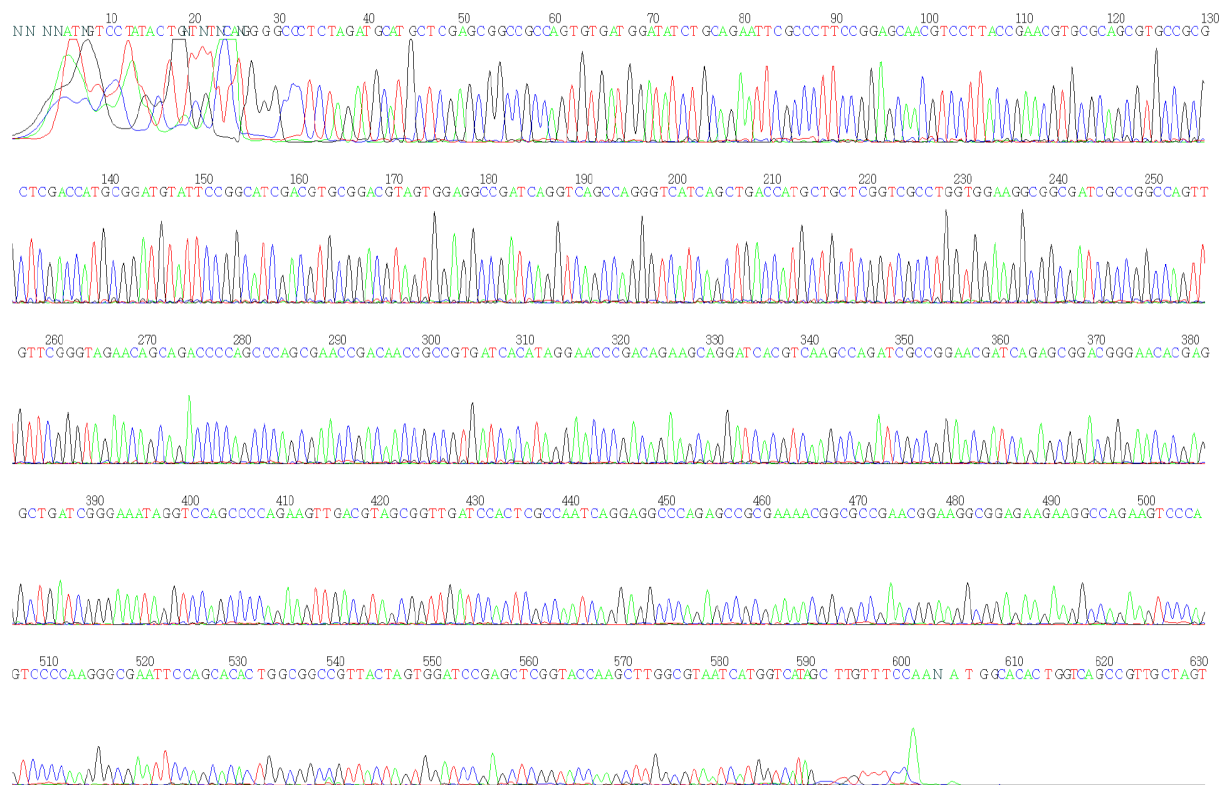 10 20 30 40 50 60 70 80 90 100 110 120 130
NN NNATNGTCCTATACTGNTNTNCANGGGGCCCTCTAGATGCATGCTCGAGCGGCCGCCAGTGTGATGGATATCTGCAGAATTCGCCCTTCCGGAGCAACGTCCTTACCGAACGTGCGCAGCGTGCCGCG
140 150 160 170 180 190 200 210 220 230 240 250
CTCGACCATGCGGATGTATTCCGGCATCGACGTGCGGACGTAGTGGAGGCCGATCAGGTCAGCCAGGGTCATCAGCTGACCATGCTGCTCGGTCGCCTGGTGGAAGGCGGCGATCGCCGGCCAGTT
260 270 280 290 300 310 320 330 340 350 360 370 380
GTTCGGGTAGAACAGCAGACCCCAGCCCAGCGAACCGACAACCGCCGTGATCACATAGGAACCCGACAGAAGCAGGATCACGTCAAGCCAGATCGCCGGAACGATCAGAGCGGACGGGAACACGAG
390 400 410 420 430 440 450 460 470 480 490 500
GCTGATCGGGAAATAGGTCCAGCCCCAGAAGTTGACGTAGCGGTTGATCCACTCGCCAATCAGGAGGCCCAGAGCCGCGAAAACGGCGCCGAACGGAAGGCGGAGAAGAAGGCCAGAAGTCCCA
510 520 530 540 550 560 570 580 590 600 610 620 630
GTCCCCAAGGGCGAATTCCAGCACACTGGCGGCCGTTACTAGTGGATCCGAGCTCGGTACCAAGCTTGGCGTAATCATGGTCATAGCTTGTTTCCAANATGGCACACTGGTCAGCCGTTGCTAGT